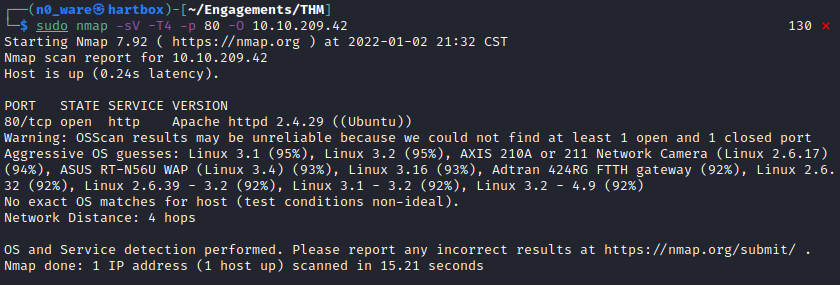 ┌──(n0_ware㉿hartbox)-[~/Engagements/THM]
└─$ sudo nmap -sV -T4 -p 80 -O 10.10.209.42 130 ⨯
Starting Nmap 7.92 ( https://nmap.org ) at 2022-01-02 21:32 CST
Nmap scan report for 10.10.209.42
Host is up (0.24s latency).
PORT   STATE SERVICE VERSION
80/tcp open  http    Apache httpd 2.4.29 ((Ubuntu))
Warning: OSScan results may be unreliable because we could not find at least 1 open and 1 closed port
Aggressive OS guesses: Linux 3.1 (95%), Linux 3.2 (95%), AXIS 210A or 211 Network Camera (Linux 2.6.17)
(94%), ASUS RT-N56U WAP (Linux 3.4) (93%), Linux 3.16 (93%), Adtran 424RG FTTH gateway (92%), Linux 2.6.
32 (92%), Linux 2.6.39 - 3.2 (92%), Linux 3.1 - 3.2 (92%), Linux 3.2 - 4.9 (92%)
No exact OS matches for host (test conditions non-ideal).
Network Distance: 4 hops
OS and Service detection performed. Please report any incorrect results at https://nmap.org/submit/ .
Nmap done: 1 IP address (1 host up) scanned in 15.21 seconds